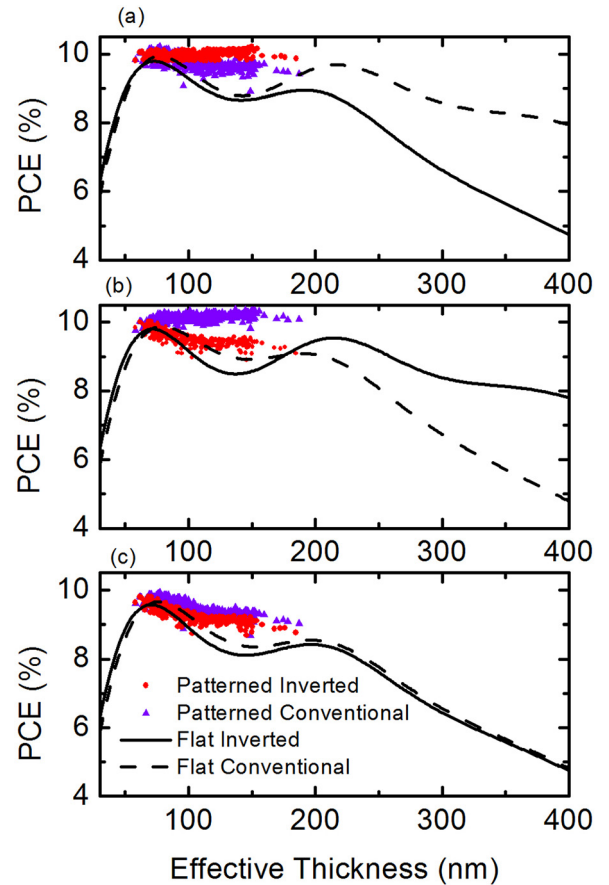 (a)
10
8
6
4
PCE (%)
100 200 300 400
(b)
10
8
6
4
PCE (%)
100 200 300 400
(c)
10
8
6
4
PCE (%)
Patterned Inverted
Patterned Conventional
Flat Inverted
Flat Conventional
100 200 300 400
Effective Thickness (nm)